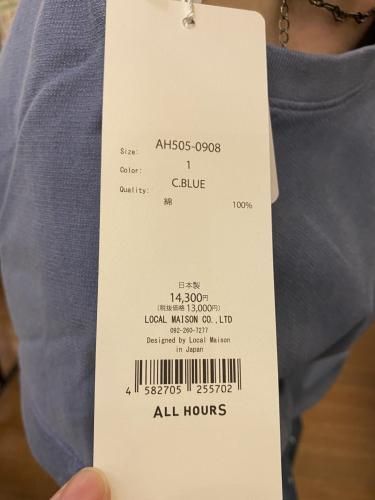 AH505-0908
Size: 1
Color: C.BLUE
Quality:
綿 100%
日本製
14,300円
(税抜価格 13,000円)
LOCAL MAISON CO.,LTD
092-260-7277
Designed by Local Maison
in Japan
4 582705 255702
ALL HOURS